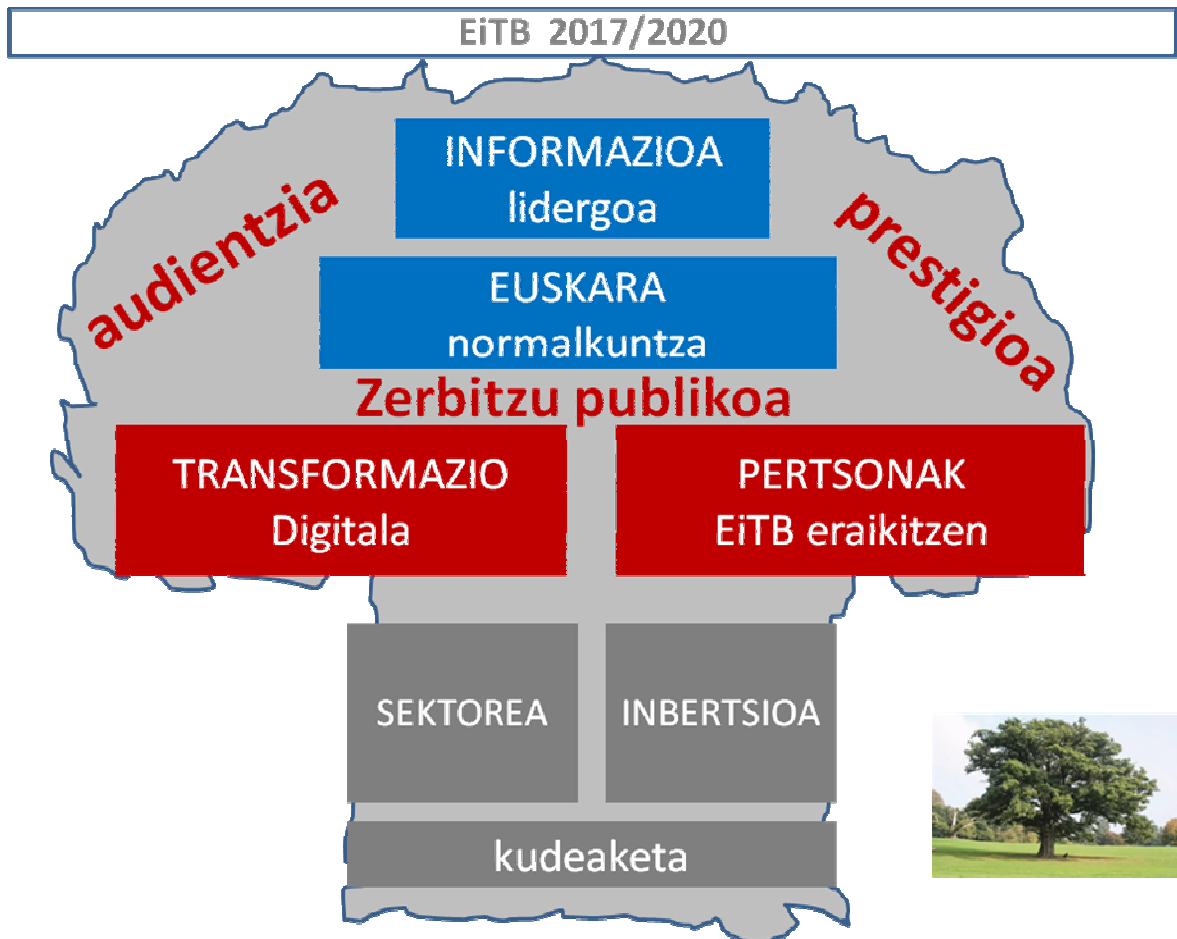 EiTB 2017/2020
INFORMAZIOA
lidergoa
audientzia
prestigioa
EUSKARA
normalkuntza
Zerbitzu publikoa
TRANSFORMAZIO
Digitala
PERTSONAK
EiTB eraikitzen
SEKTOREA
INBERTSIOA
kudeaketa